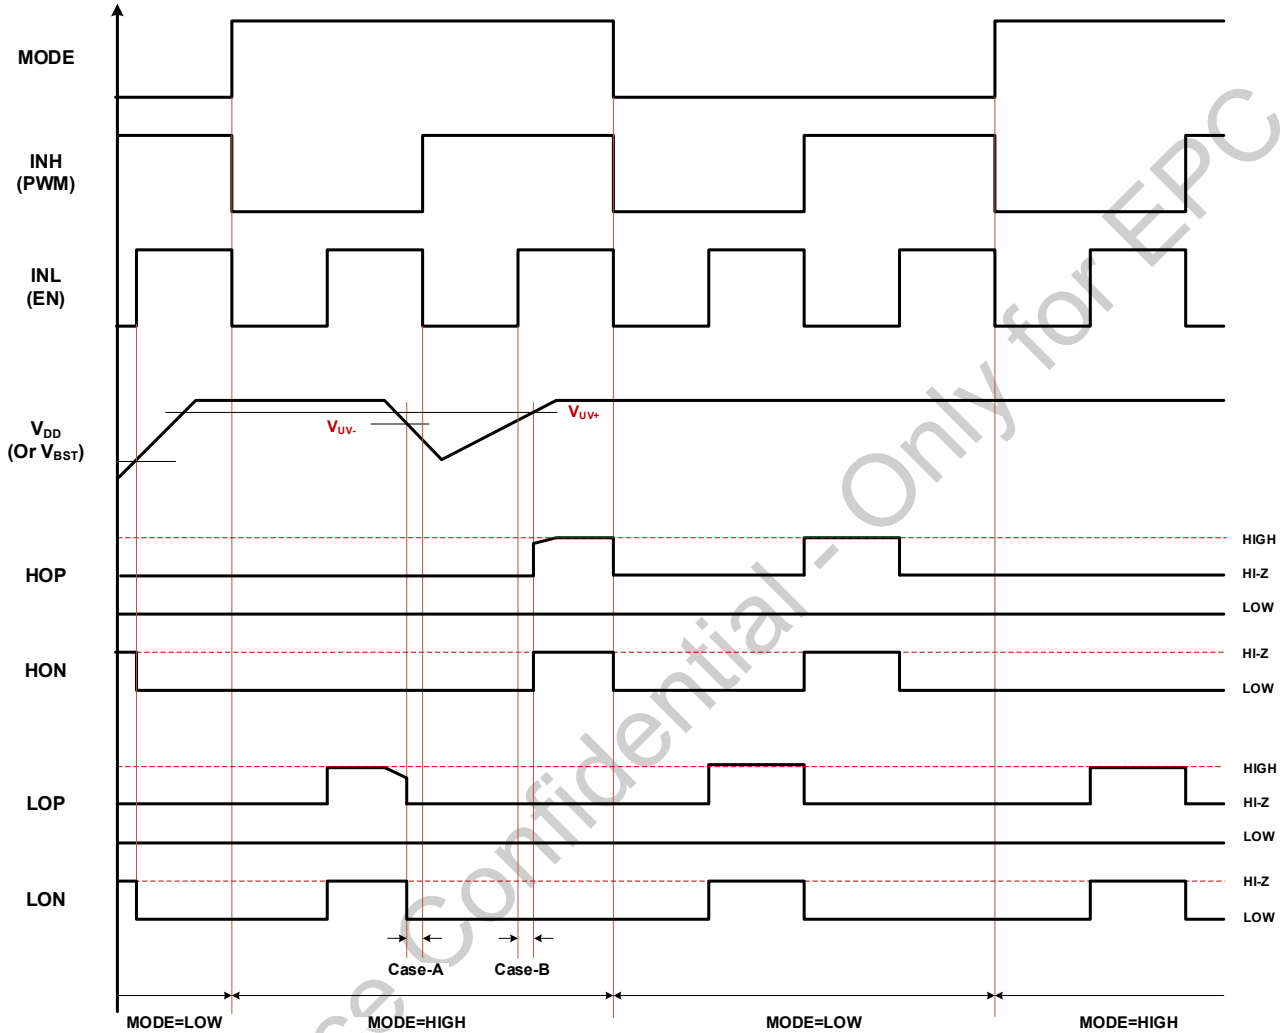 MODE
INH
(PWM)
INL
(EN)
VDD
(Or VBST)
VUV-
VUV+
HOP
HIGH
HI-Z
LOW
HON
HI-Z
LOW
LOP
HIGH
HI-Z
LOW
LON
HI-Z
LOW
Case-A
Case-B
MODE=LOW
MODE=HIGH
MODE=LOW
MODE=HIGH
Confidential - Only for EPC